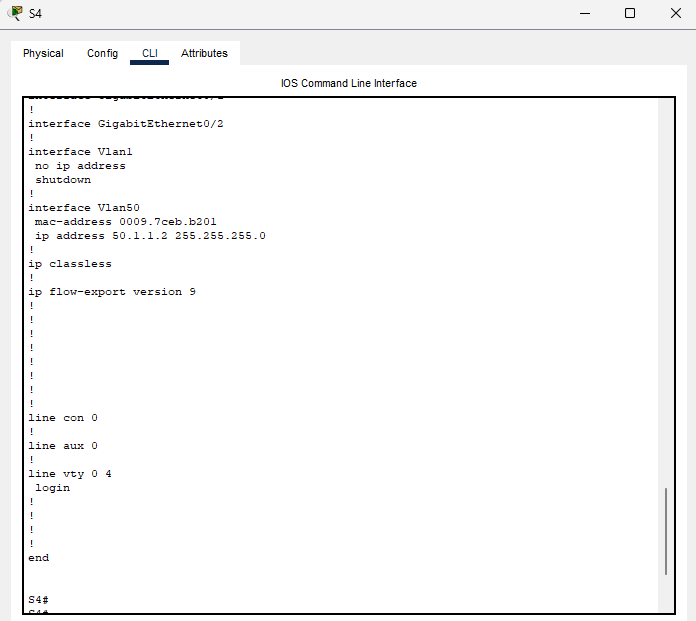 S4
Physical Config CLI Attributes
IOS Command Line Interface
!
interface GigabitEthernet0/2
!
interface Vlan1
no ip address
shutdown
!
interface Vlan50
mac-address 0009.7ceb.b201
ip address 50.1.1.2 255.255.255.0
!
ip classless
!
ip flow-export version 9
!
!
!
!
!
!
!
!
line con 0
!
line aux 0
!
line vty 0 4
login
!
!
!
!
end
S4#
S4#